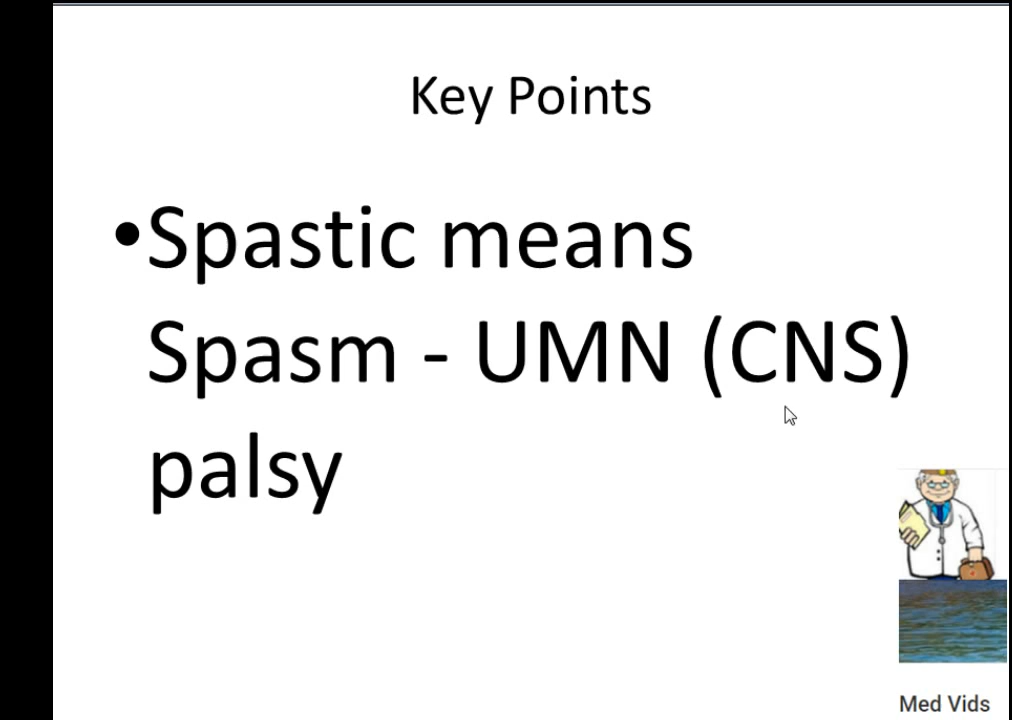 Key Points
•Spastic means
Spasm - UMN (CNS)
palsy
Med Vids